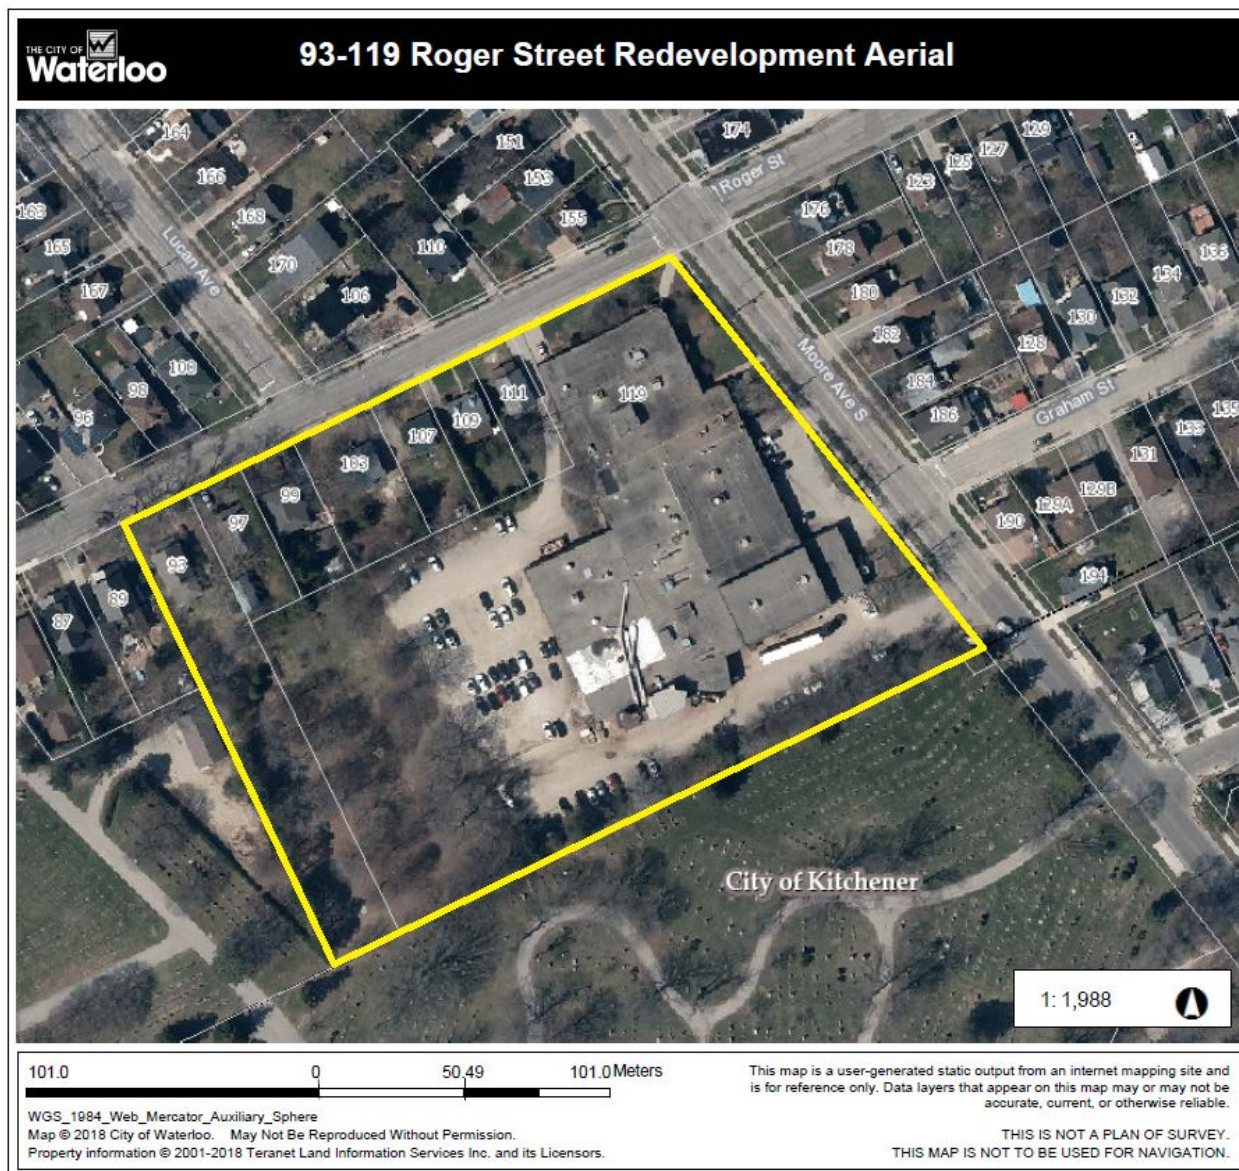 THE CITY OF
Waterloo
93-119 Roger Street Redevelopment Aerial
164
151
174
129
127
125
166
153
Roger St
123
163
168
155
176
165
Lucan Ave
110
178
136
170
134
167
106
180
132
130
182
128
100
Moore Ave S
98
111
119
184
Graham St
96
109
186
107
135
133
103
131
99
129B
97
129A
190
93
194
89
87
City of Kitchener
1: 1,988
101.0
0
50.49
101.0 Meters
This map is a user-generated static output from an internet mapping site and
is for reference only. Data layers that appear on this map may or may not be
accurate, current, or otherwise reliable.
WGS_1984_Web_Mercator_Auxiliary_Sphere
Map © 2018 City of Waterloo. May Not Be Reproduced Without Permission.
THIS IS NOT A PLAN OF SURVEY.
Property information © 2001-2018 Teranet Land Information Services Inc. and its Licensors.
THIS MAP IS NOT TO BE USED FOR NAVIGATION.